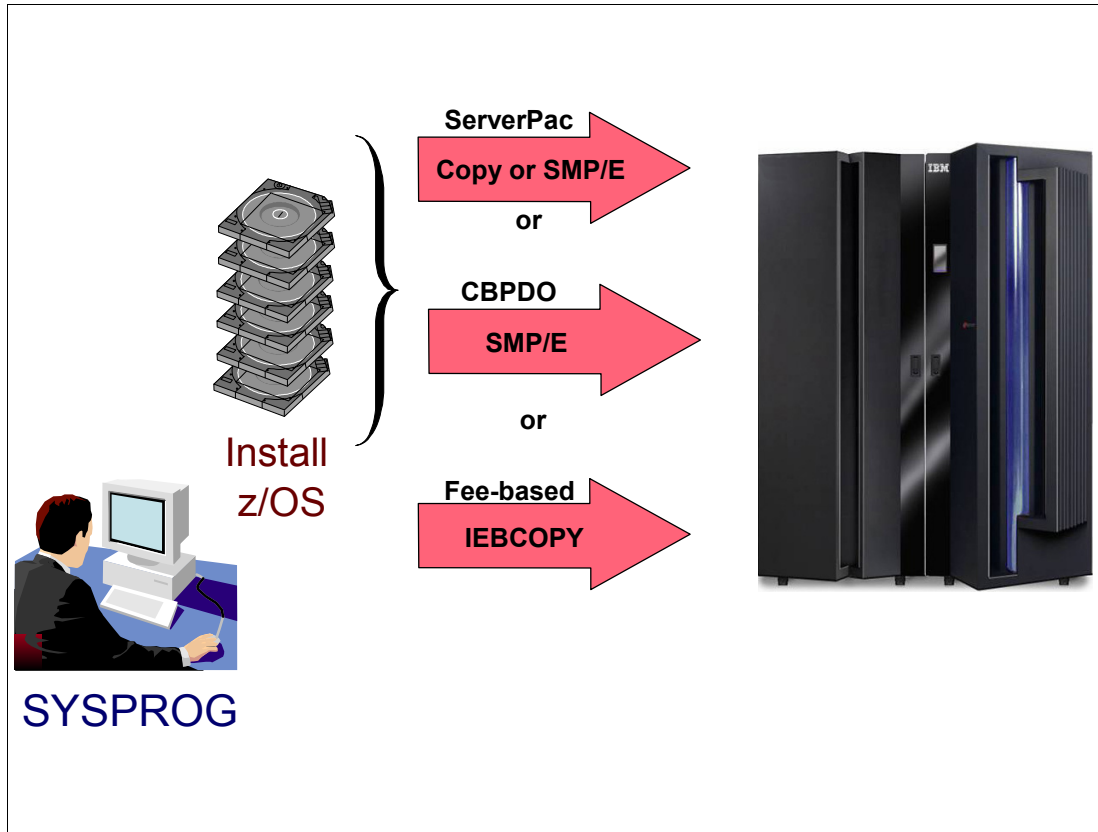 ServerPac
Copy or SMP/E
or
IBM
CBPDO
SMP/E
or
Install
z/OS
Fee-based
IEBCOPY
SYSPROG